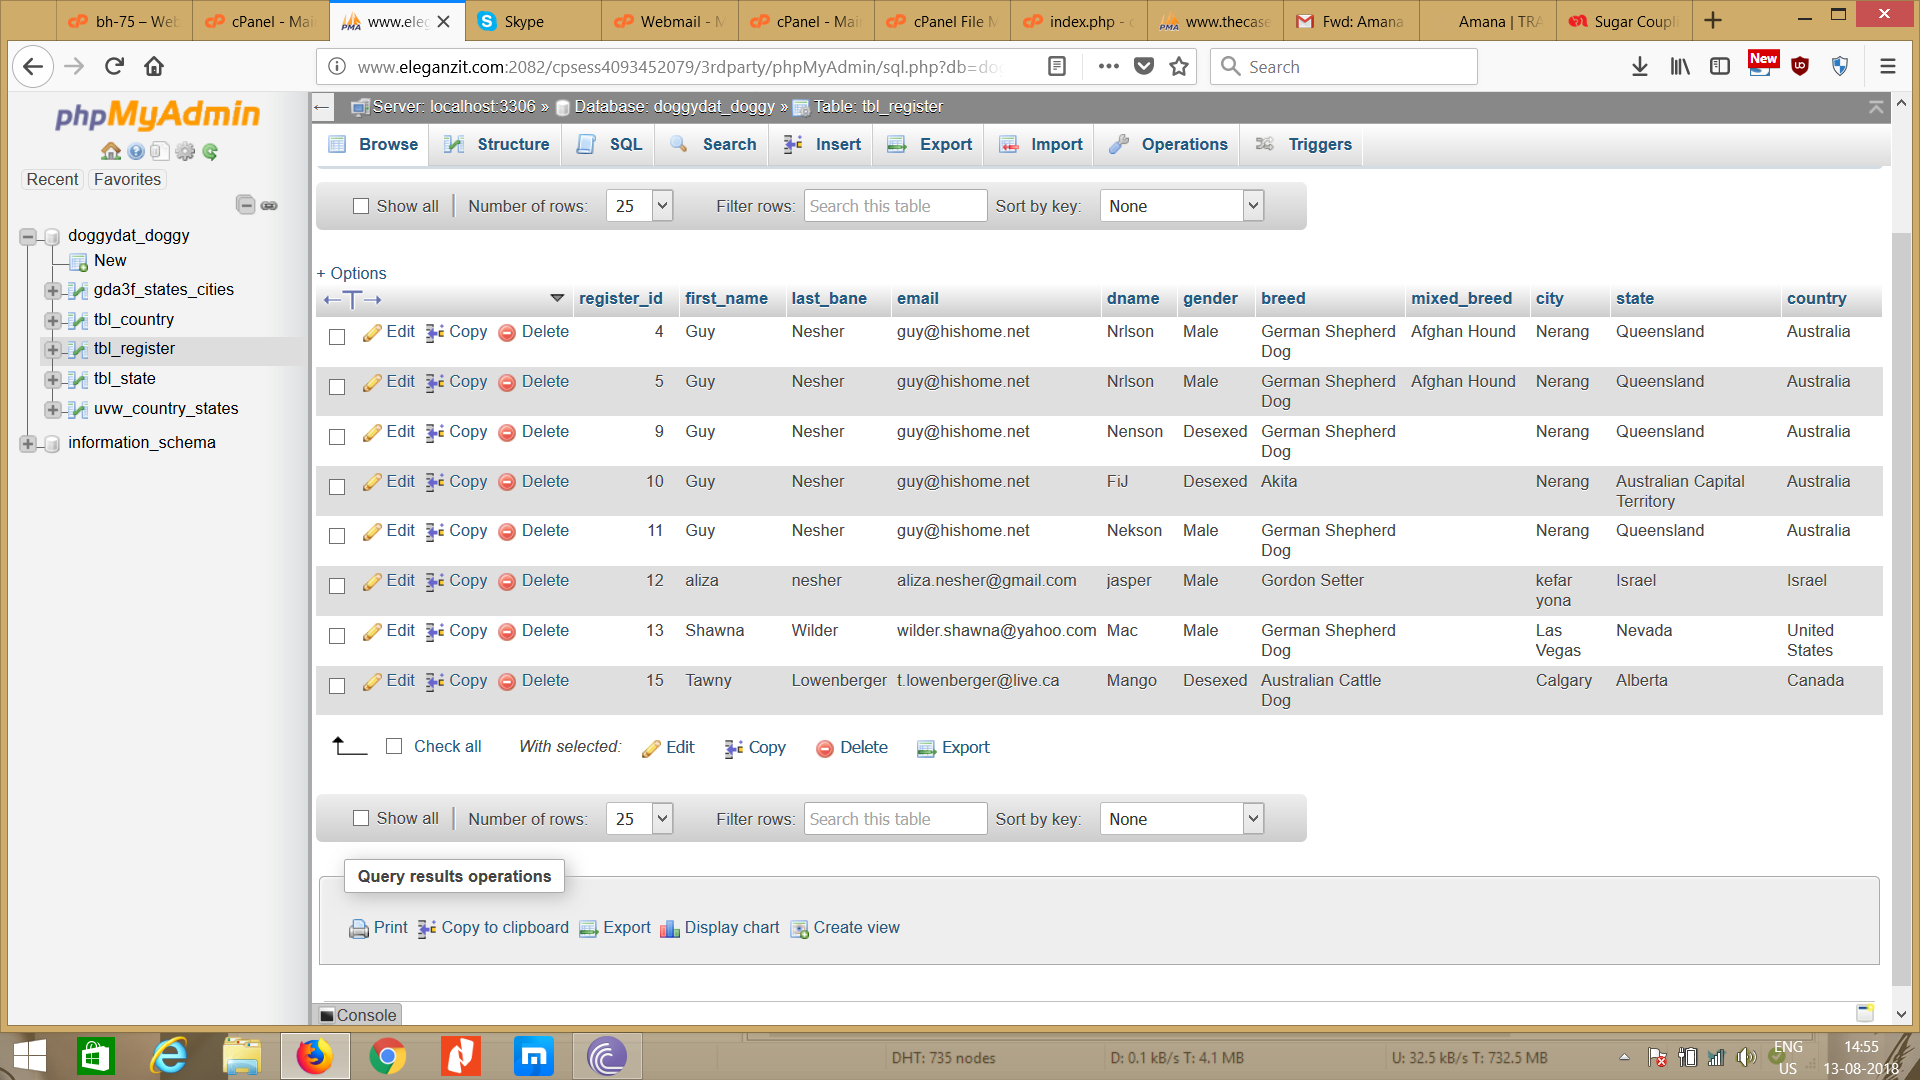 bh-75 – Web
cPanel - Mai
www.eleg
Skype
Webmail - M
cPanel - Mai
cPanel File M
index.php - c
www.thecase
Fwd: Amana
Amana | TRA
Sugar Coupl
www.eleganzit.com:2082/cpsess4093452079/3rdparty/phpMyAdmin/sql.php?db=do
Search
New
phpMyAdmin
Recent Favorites
doggydat_doggy
New
gda3f_states_cities
tbl_country
tbl_register
tbl_state
uvw_country_states
information_schema
Server: localhost:3306 » Database: doggydat_doggy » Table: tbl_register
Browse Structure SQL Search Insert Export Import Operations Triggers
Show all Number of rows: 25 Filter rows: Search this table Sort by key: None
+ Options
register_id first_name last_bane email dname gender breed mixed_breed city state country
Edit Copy Delete 4 Guy Nesher guy@hishome.net Nrlson Male German Shepherd Afghan Hound Nerang Queensland Australia
Dog
Edit Copy Delete 5 Guy Nesher guy@hishome.net Nrlson Male German Shepherd Afghan Hound Nerang Queensland Australia
Dog
Edit Copy Delete 9 Guy Nesher guy@hishome.net Nenson Desexed German Shepherd Nerang Queensland Australia
Dog
Edit Copy Delete 10 Guy Nesher guy@hishome.net FiJ Desexed Akita Nerang Australian Capital Australia
Territory
Edit Copy Delete 11 Guy Nesher guy@hishome.net Nekson Male German Shepherd Nerang Queensland Australia
Dog
Edit Copy Delete 12 aliza nesher aliza.nesher@gmail.com jasper Male Gordon Setter kefar Israel Israel
yona
Edit Copy Delete 13 Shawna Wilder wilder.shawna@yahoo.com Mac Male German Shepherd Las Nevada United
Dog Vegas States
Edit Copy Delete 15 Tawny Lowenberger t.lowenberger@live.ca Mango Desexed Australian Cattle Calgary Alberta Canada
Dog
Check all With selected: Edit Copy Delete Export
Show all Number of rows: 25 Filter rows: Search this table Sort by key: None
Query results operations
Print Copy to clipboard Export Display chart Create view
Console
DHT: 735 nodes D: 0.1 kB/s T: 4.1 MB U: 32.5 kB/s T: 732.5 MB
ENG 14:55
US 13-08-2018